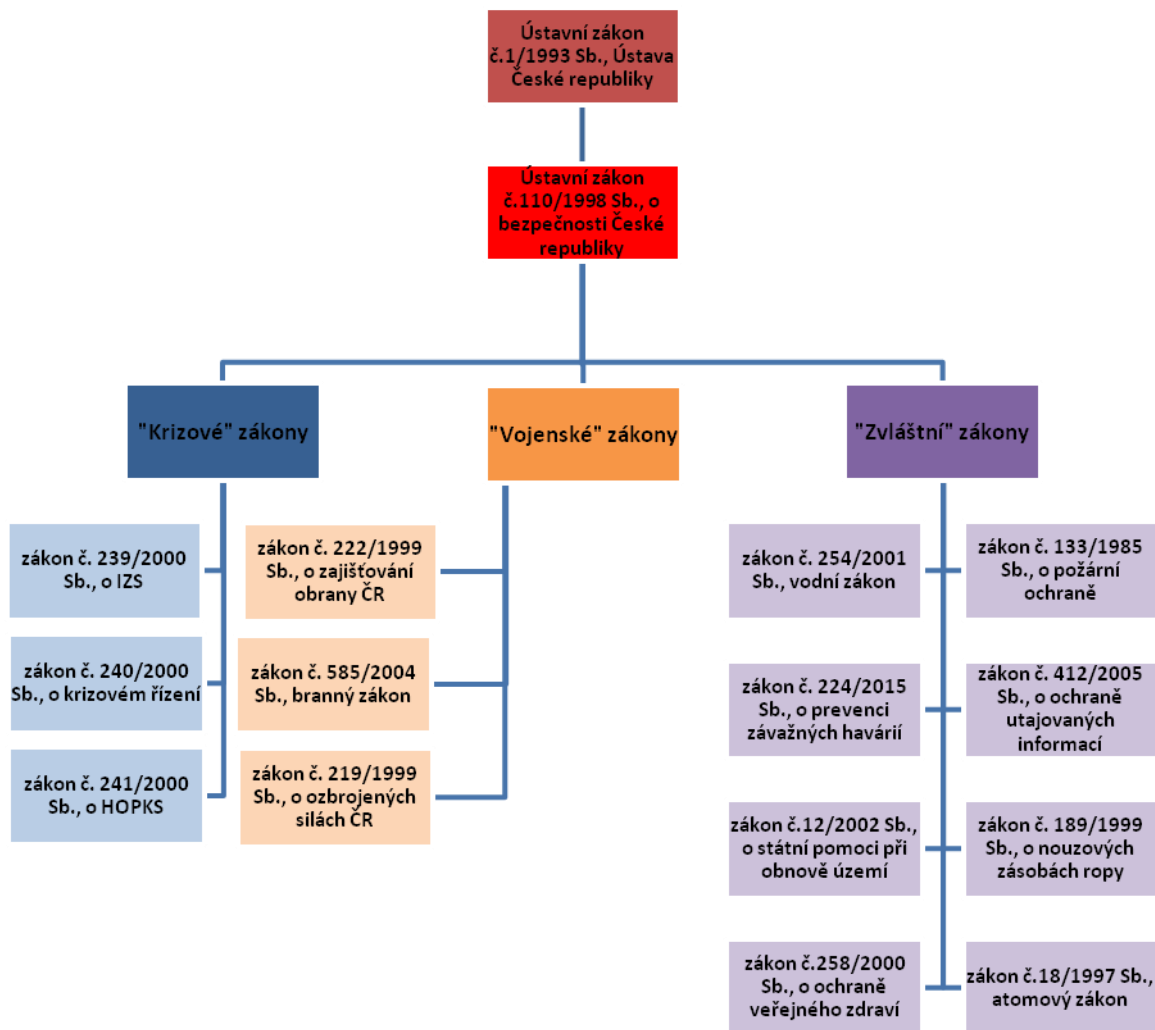 Ústavní zákon
č.1/1993 Sb., Ústava
České republiky
Ústavní zákon
č.110/1998 Sb., o
bezpečnosti České
republiky
"Krizové" zákony
"Vojenské" zákony
"Zvláštní" zákony
zákon č. 239/2000
Sb., o IZS
zákon č. 240/2000
Sb., o krizovém řízení
zákon č. 241/2000
Sb., o HOPKS
zákon č. 222/1999
Sb., o zajišťování
obrany ČR
zákon č. 585/2004
Sb., branný zákon
zákon č. 219/1999
Sb., o ozbrojených
silách ČR
zákon č. 254/2001
Sb., vodní zákon
zákon č. 133/1985
Sb., o požární
ochraně
zákon č. 224/2015
Sb., o prevenci
závažných havárií
zákon č. 412/2005
Sb., o ochraně
utajovaných
informací
zákon č.12/2002 Sb.,
o státní pomoci při
obnově území
zákon č. 189/1999
Sb., o nouzových
zásobách ropy
zákon č.258/2000
Sb., o ochraně
veřejného zdraví
zákon č.18/1997 Sb.,
atomový zákon